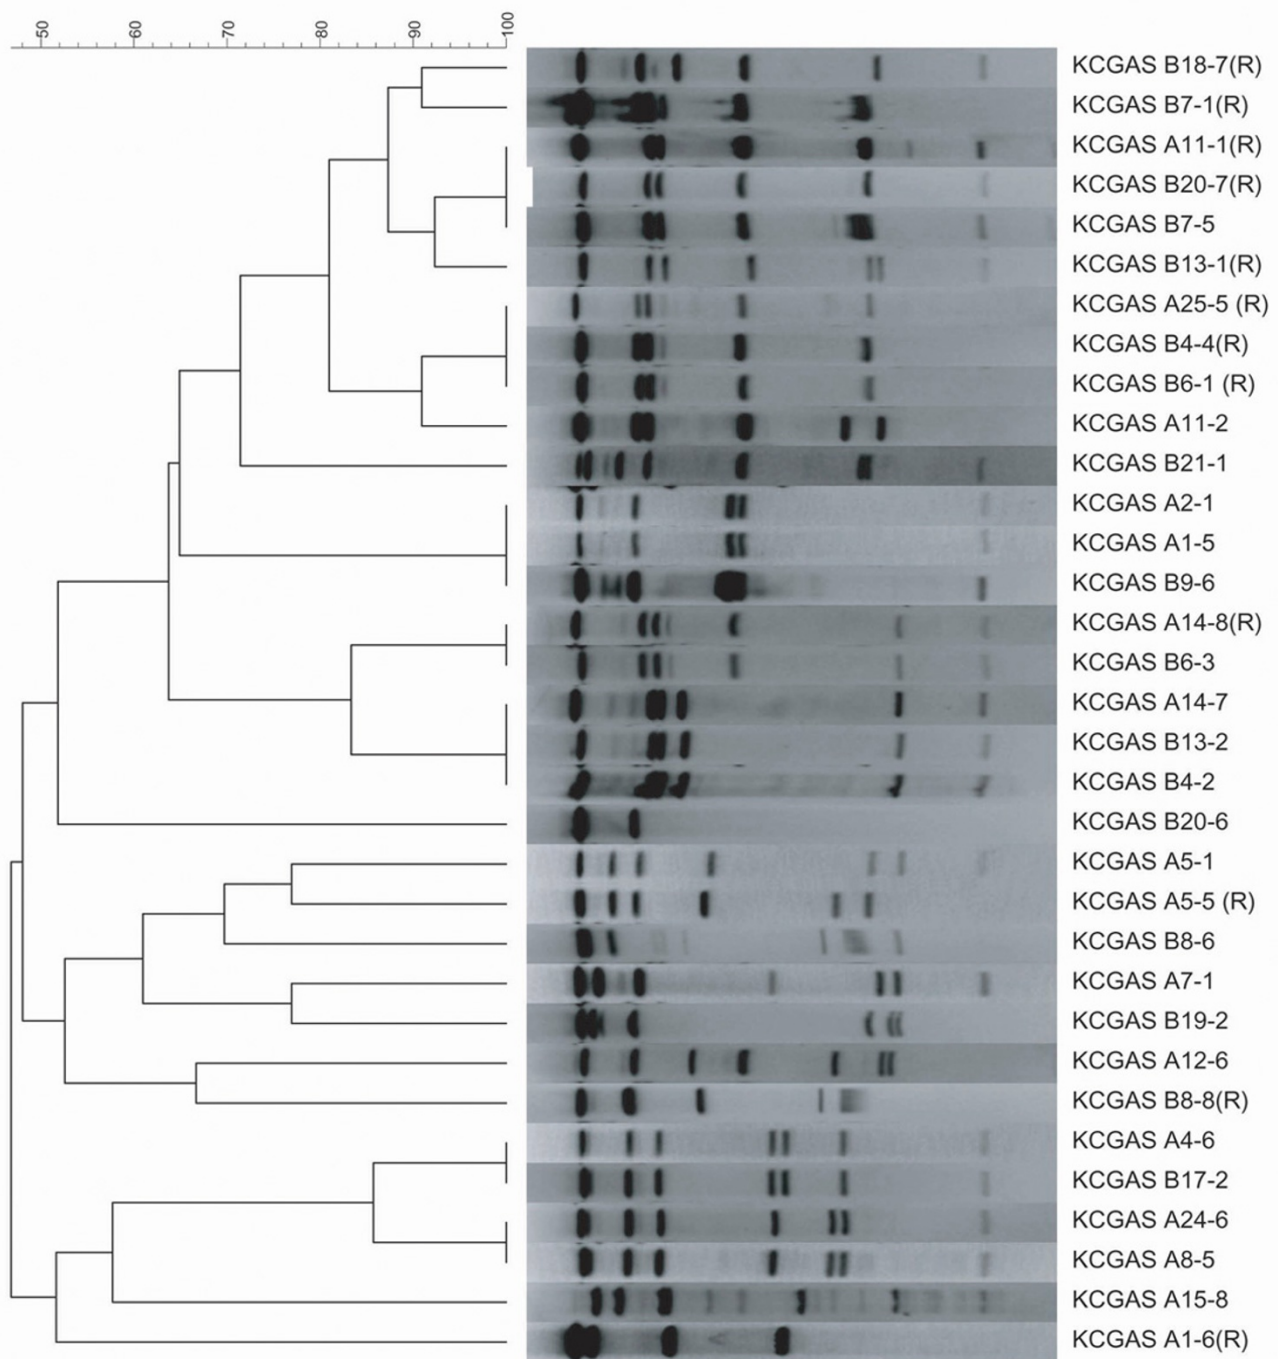 50 60 70 80 90 100
KCGAS B18-7(R)
KCGAS B7-1(R)
KCGAS A11-1(R)
KCGAS B20-7(R)
KCGAS B7-5
KCGAS B13-1(R)
KCGAS A25-5 (R)
KCGAS B4-4(R)
KCGAS B6-1 (R)
KCGAS A11-2
KCGAS B21-1
KCGAS A2-1
KCGAS A1-5
KCGAS B9-6
KCGAS A14-8(R)
KCGAS B6-3
KCGAS A14-7
KCGAS B13-2
KCGAS B4-2
KCGAS B20-6
KCGAS A5-1
KCGAS A5-5 (R)
KCGAS B8-6
KCGAS A7-1
KCGAS B19-2
KCGAS A12-6
KCGAS B8-8(R)
KCGAS A4-6
KCGAS B17-2
KCGAS A24-6
KCGAS A8-5
KCGAS A15-8
KCGAS A1-6(R)